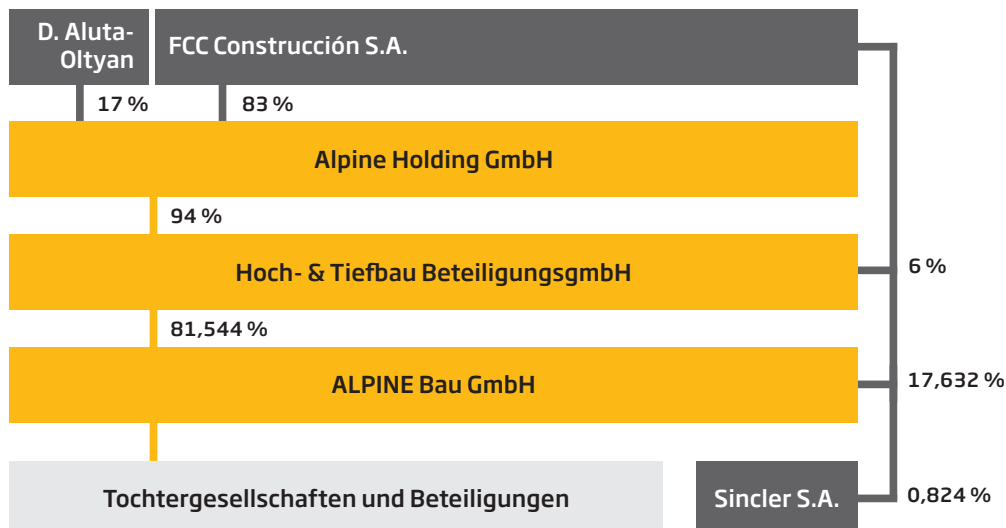 D. Aluta-
Oltyan
FCC Construcción S.A.
17 %
83 %
Alpine Holding GmbH
94 %
Hoch- & Tiefbau BeteiligungsgmbH
6 %
81,544 %
ALPINE Bau GmbH
17,632 %
Tochtergesellschaften und Beteiligungen
Sincler S.A.
0,824 %